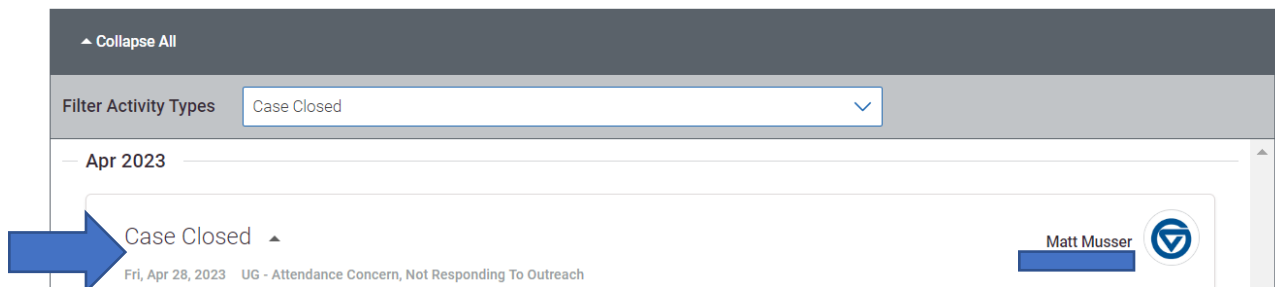 Collapse All
Filter Activity Types Case Closed
Apr 2023
Case Closed
Matt Musser
Fri, Apr 28, 2023 UG - Attendance Concern, Not Responding To Outreach